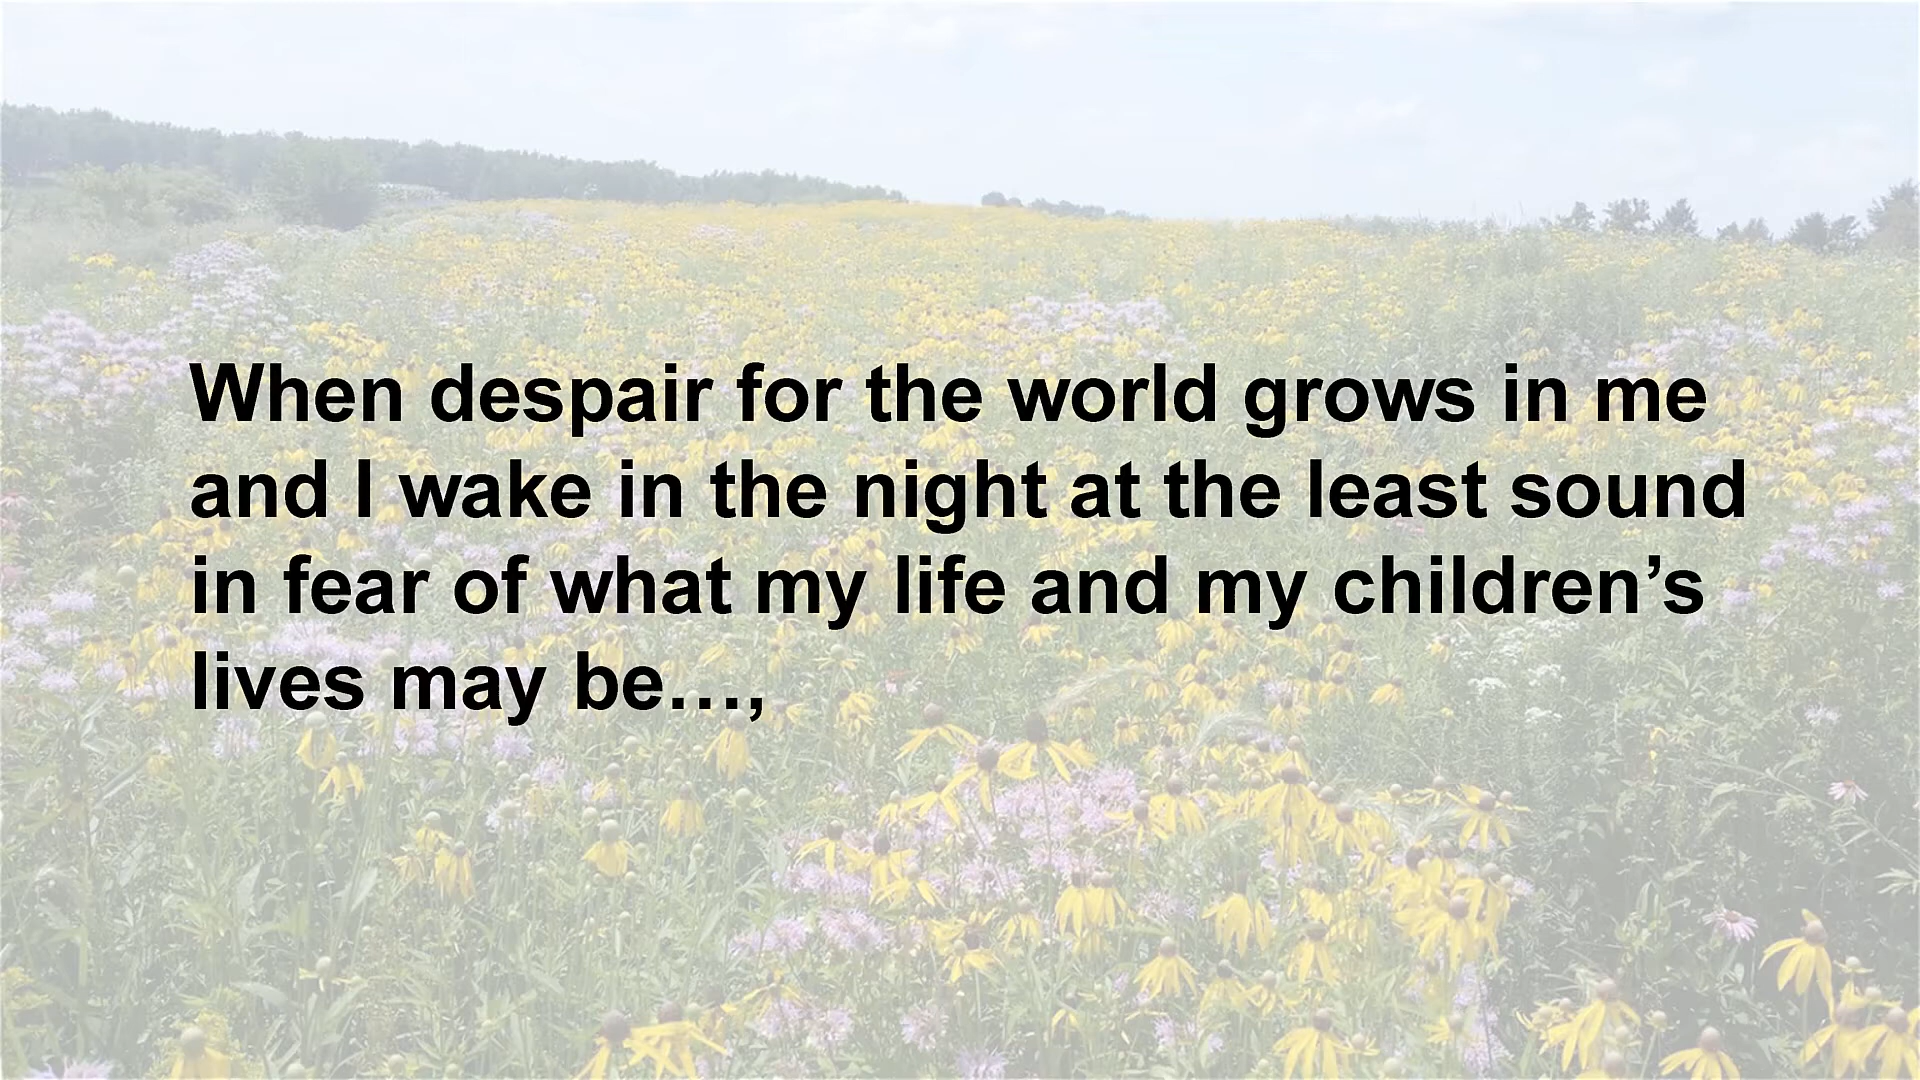 When despair for the world grows in me
and I wake in the night at the least sound
in fear of what my life and my children’s
lives may be…,